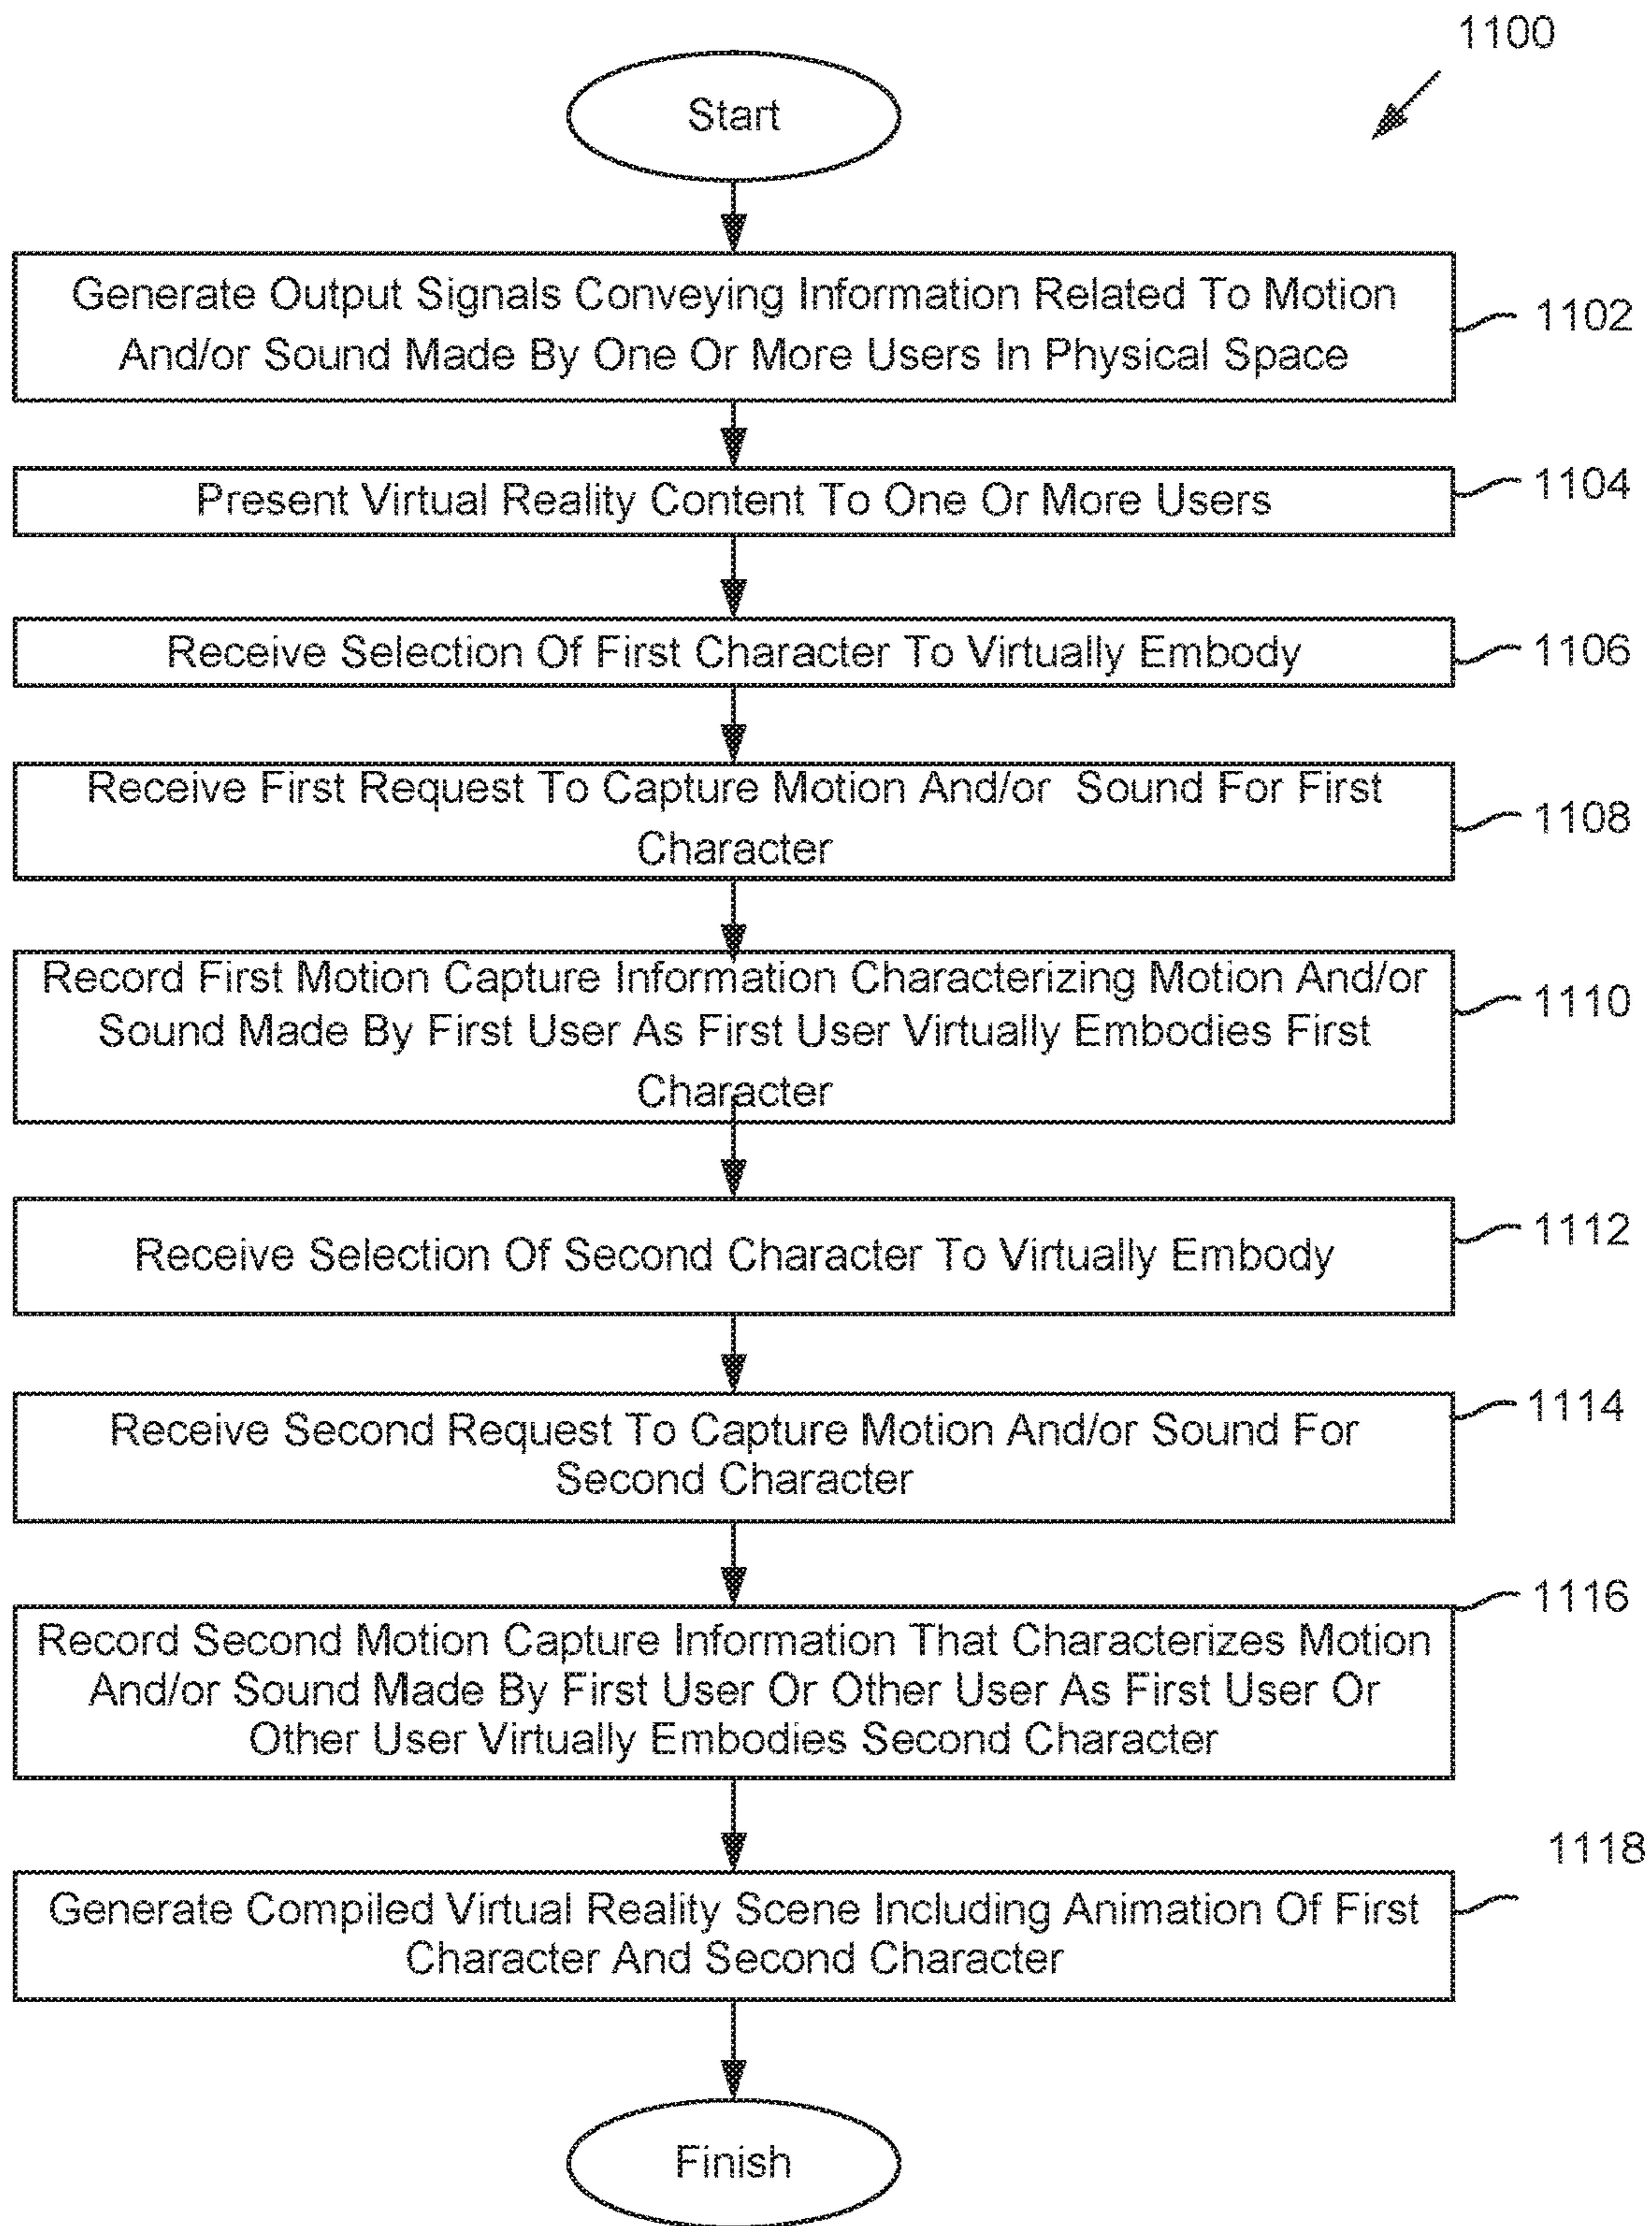 1100
Start
Generate Output Signals Conveying Information Related To Motion
And/or Sound Made By One Or More Users In Physical Space
1102
Present Virtual Reality Content To One Or More Users
1104
Receive Selection Of First Character To Virtually Embody
1106
Receive First Request To Capture Motion And/or Sound For First
Character
1108
Record First Motion Capture Information Characterizing Motion And/or
Sound Made By First User As First User Virtually Embodies First
Character
1110
Receive Selection Of Second Character To Virtually Embody
1112
Receive Second Request To Capture Motion And/or Sound For
Second Character
1114
Record Second Motion Capture Information That Characterizes Motion
And/or Sound Made By First User Or Other User As First User Or
Other User Virtually Embodies Second Character
1116
Generate Compiled Virtual Reality Scene Including Animation Of First
Character And Second Character
1118
Finish